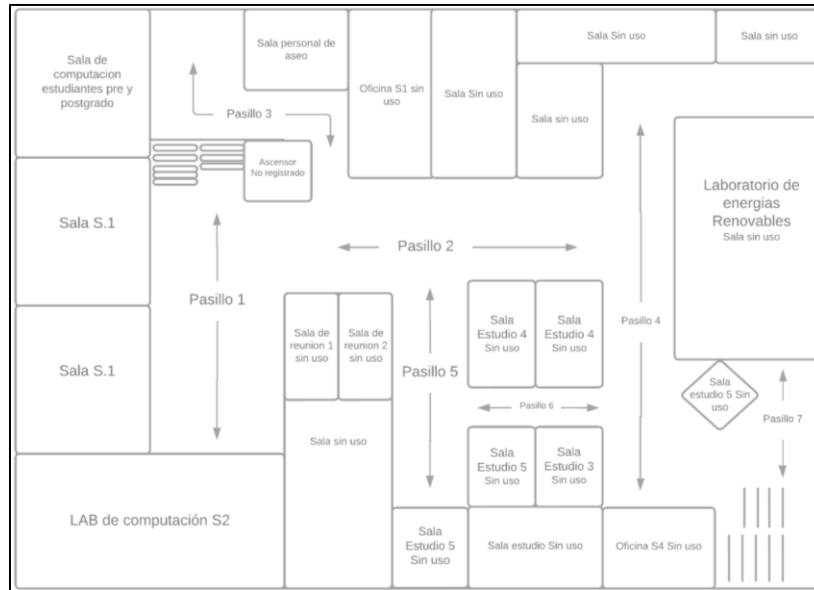 Sala de
computacion
estudiantes pre y
postgrado
Sala personal de
aseo
Pasillo 3
Oficina S1 sin
uso
Sala Sin uso
Sala Sin uso
Sala sin uso
Sala sin uso
Ascensor
No registrado
Sala S.1
Laboratorio de
energias
Renovables
Sala sin uso
Pasillo 2
Pasillo 1
Pasillo 4
Sala de
reunion 1
sin uso
Sala de
reunion 2
sin uso
Sala
Estudio 4
Sin uso
Sala
Estudio 4
Sin uso
Sala S.1
Pasillo 5
Sala
estudio 5 Sin
uso
Pasillo 6
Pasillo 7
Sala sin uso
Sala
Estudio 5
Sin uso
Sala
Estudio 3
Sin uso
LAB de computación S2
Sala
Estudio 5
Sin uso
Sala estudio Sin uso
Oficina S4 Sin uso